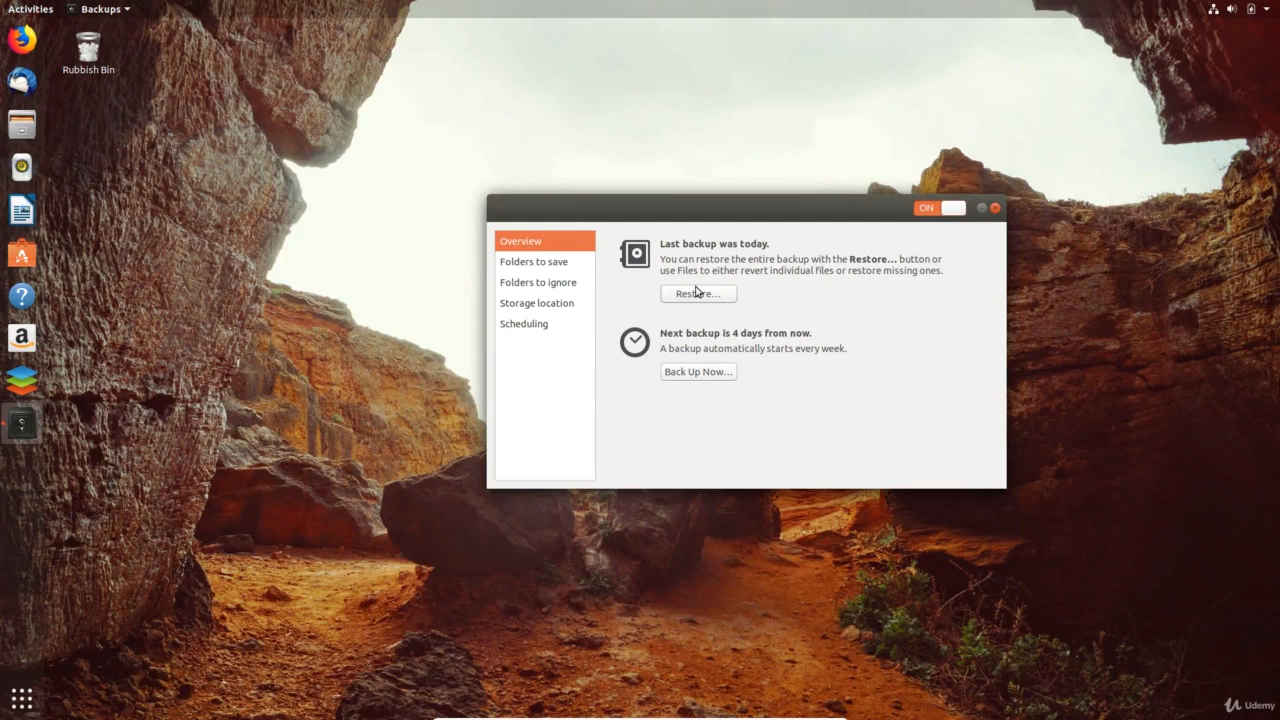 Activities
Backups
Rubbish Bin
ON
Overview
Folders to save
Folders to ignore
Storage location
Scheduling
Last backup was today.
You can restore the entire backup with the Restore... button or
use Files to either revert individual files or restore missing ones.
Restore...
Next backup is 4 days from now.
A backup automatically starts every week.
Back Up Now...
Udemy